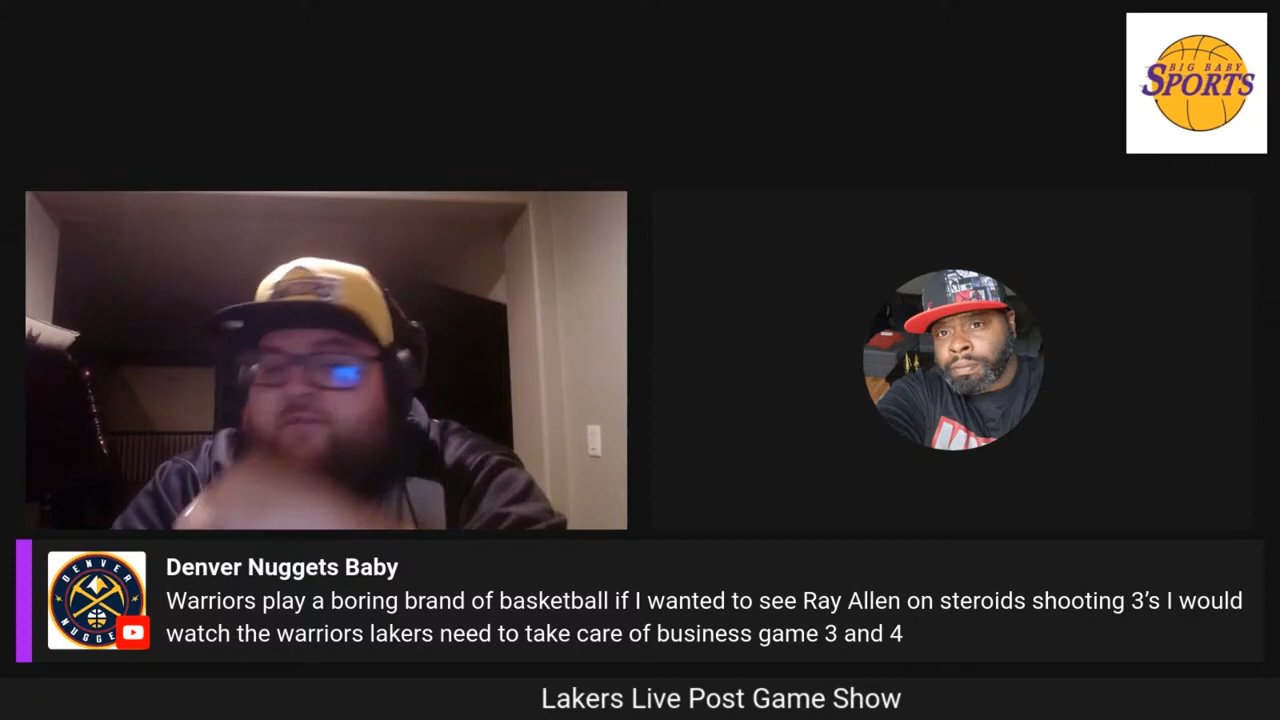 BIG BABY
SPORTS
DENVER
NUGGE
Denver Nuggets Baby
Warriors play a boring brand of basketball if I wanted to see Ray Allen on steroids shooting 3’s I would
watch the warriors lakers need to take care of business game 3 and 4
Lakers Live Post Game Show